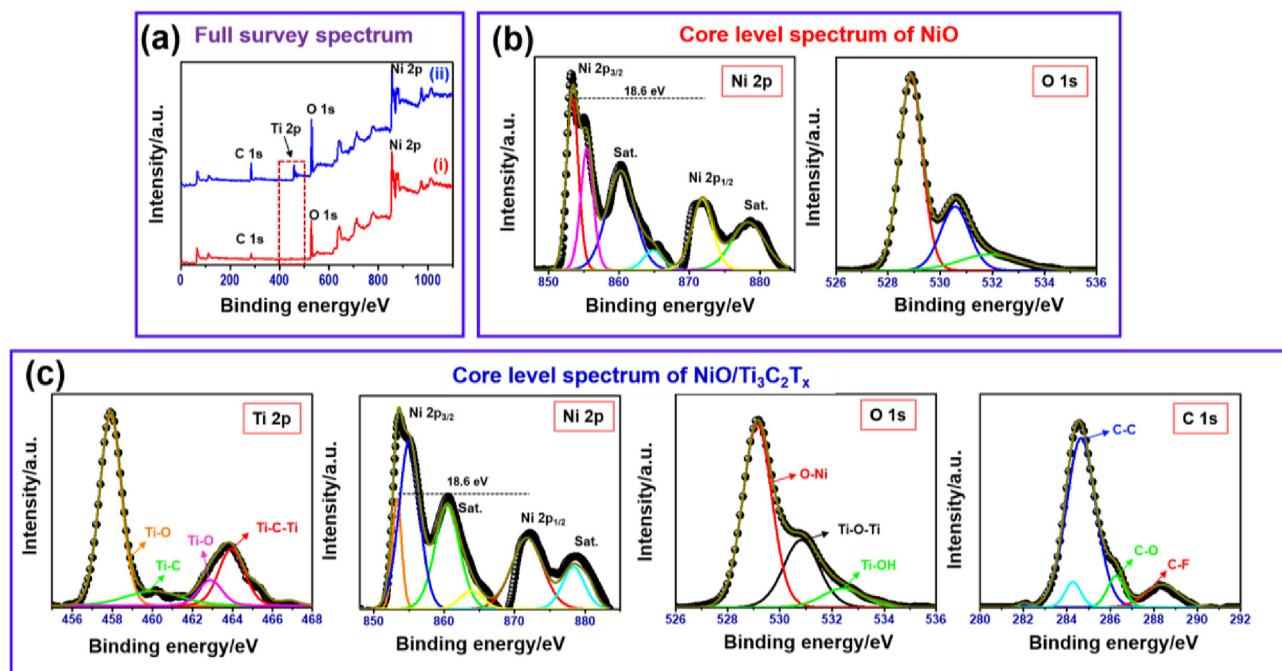 (a)
Full survey spectrum
Intensity/a.u.
Ni 2p
(ii)
O 1s
Ti 2p
C 1s
Ni 2p
(i)
O 1s
C 1s
0 200 400 600 800 1000
Binding energy/eV
(b)
Core level spectrum of NiO
Intensity/a.u.
Ni 2p3/2
Ni 2p
18.6 eV
Sat.
Ni 2p1/2
Sat.
850 860 870 880
Binding energy/eV
Intensity/a.u.
O 1s
526 528 530 532 534 536
Binding energy/eV
(c)
Core level spectrum of NiO/Ti3C2Tx
Intensity/a.u.
Ti 2p
Ti-O
Ti-C
Ti-O
Ti-C-Ti
456 458 460 462 464 466 468
Binding energy/eV
Intensity/a.u.
Ni 2p3/2
Ni 2p
18.6 eV
Sat.
Ni 2p1/2
Sat.
850 860 870 880
Binding energy/eV
Intensity/a.u.
O 1s
O-Ni
Ti-O-Ti
Ti-OH
526 528 530 532 534 536
Binding energy/eV
Intensity/a.u.
C 1s
C-C
C-O
C-F
280 282 284 286 288 290 292
Binding energy/eV